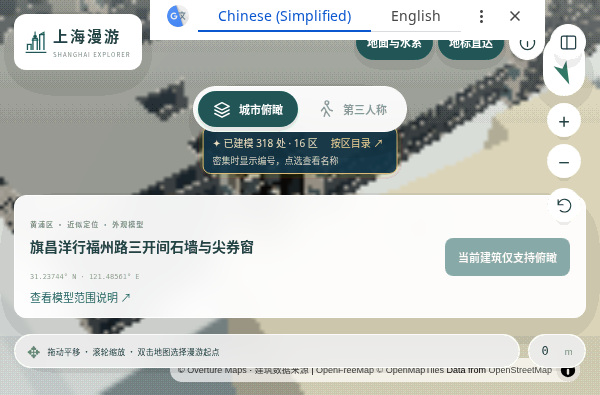 Chinese (Simplified) English
上海漫游
SHANGHAI EXPLORER
地面与水系 地标直达
城市俯瞰 第三人称
✦ 已建模 318 处 · 16 区 按区目录 ↗
密集时显示编号，点选查看名称
黄浦区 · 近似定位 · 外观模型
旗昌洋行福州路三开间石墙与尖券窗
当前建筑仅支持俯瞰
31.23744° N · 121.48561° E
查看模型范围说明 ↗
拖动平移 · 滚轮缩放 · 双击地图选择漫游起点
0 m
© Overture Maps · 建筑数据来源 | OpenFreeMap © OpenMapTiles Data from OpenStreetMap